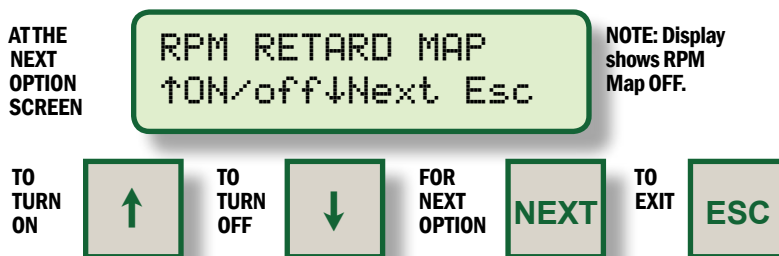 AT THE
NEXT
OPTION
SCREEN
RPM RETARD MAP
↑ON/off↓Next Esc
NOTE: Display
shows RPM
Map OFF.
TO
TURN
ON
↑
TO
TURN
OFF
↓
FOR
NEXT
OPTION
NEXT
TO
EXIT
ESC